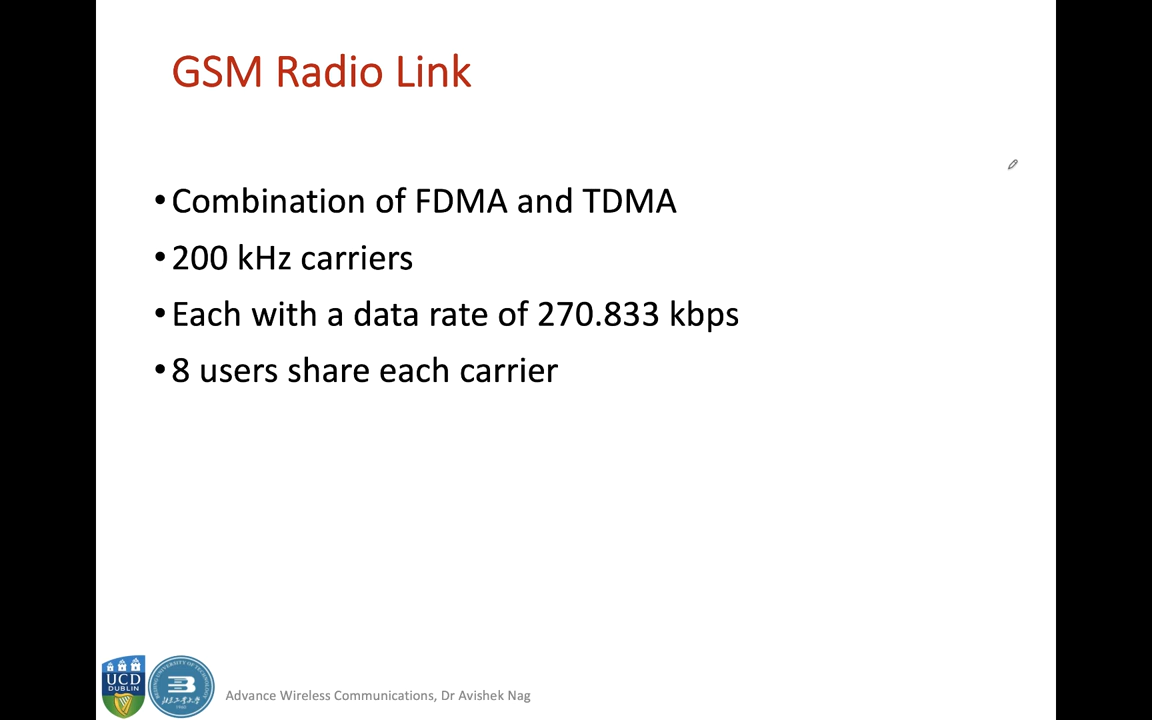 GSM Radio Link
• Combination of FDMA and TDMA
• 200 kHz carriers
• Each with a data rate of 270.833 kbps
• 8 users share each carrier
UCD
DUBLIN
Advance Wireless Communications, Dr Avishek Nag